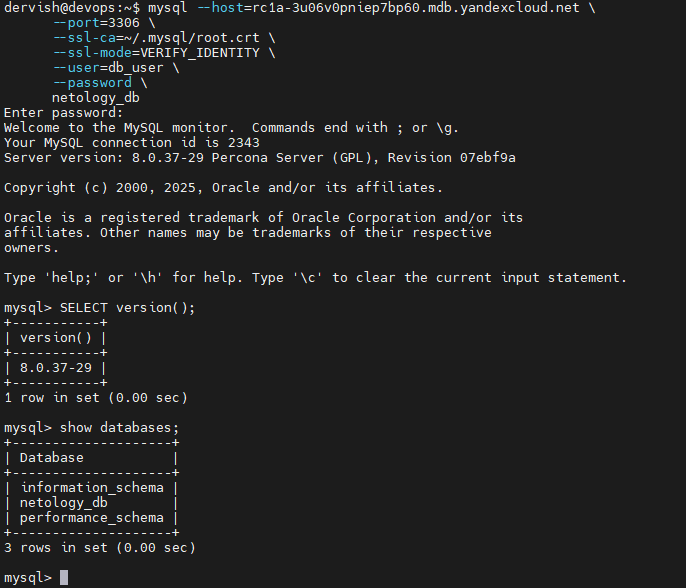 dervish@devops:~$ mysql --host=rc1a-3u06v0pniep7bp60.mdb.yandexcloud.net \
      --port=3306 \
      --ssl-ca=~/.mysql/root.crt \
      --ssl-mode=VERIFY_IDENTITY \
      --user=db_user \
      --password \
      netology_db
Enter password:
Welcome to the MySQL monitor.  Commands end with ; or \g.
Your MySQL connection id is 2343
Server version: 8.0.37-29 Percona Server (GPL), Revision 07ebf9a

Copyright (c) 2000, 2025, Oracle and/or its affiliates.

Oracle is a registered trademark of Oracle Corporation and/or its
affiliates. Other names may be trademarks of their respective
owners.

Type 'help;' or '\h' for help. Type '\c' to clear the current input statement.

mysql> SELECT version();
+-----------+
| version() |
+-----------+
| 8.0.37-29 |
+-----------+
1 row in set (0.00 sec)

mysql> show databases;
+--------------------+
| Database           |
+--------------------+
| information_schema |
| netology_db        |
| performance_schema |
+--------------------+
3 rows in set (0.00 sec)

mysql>